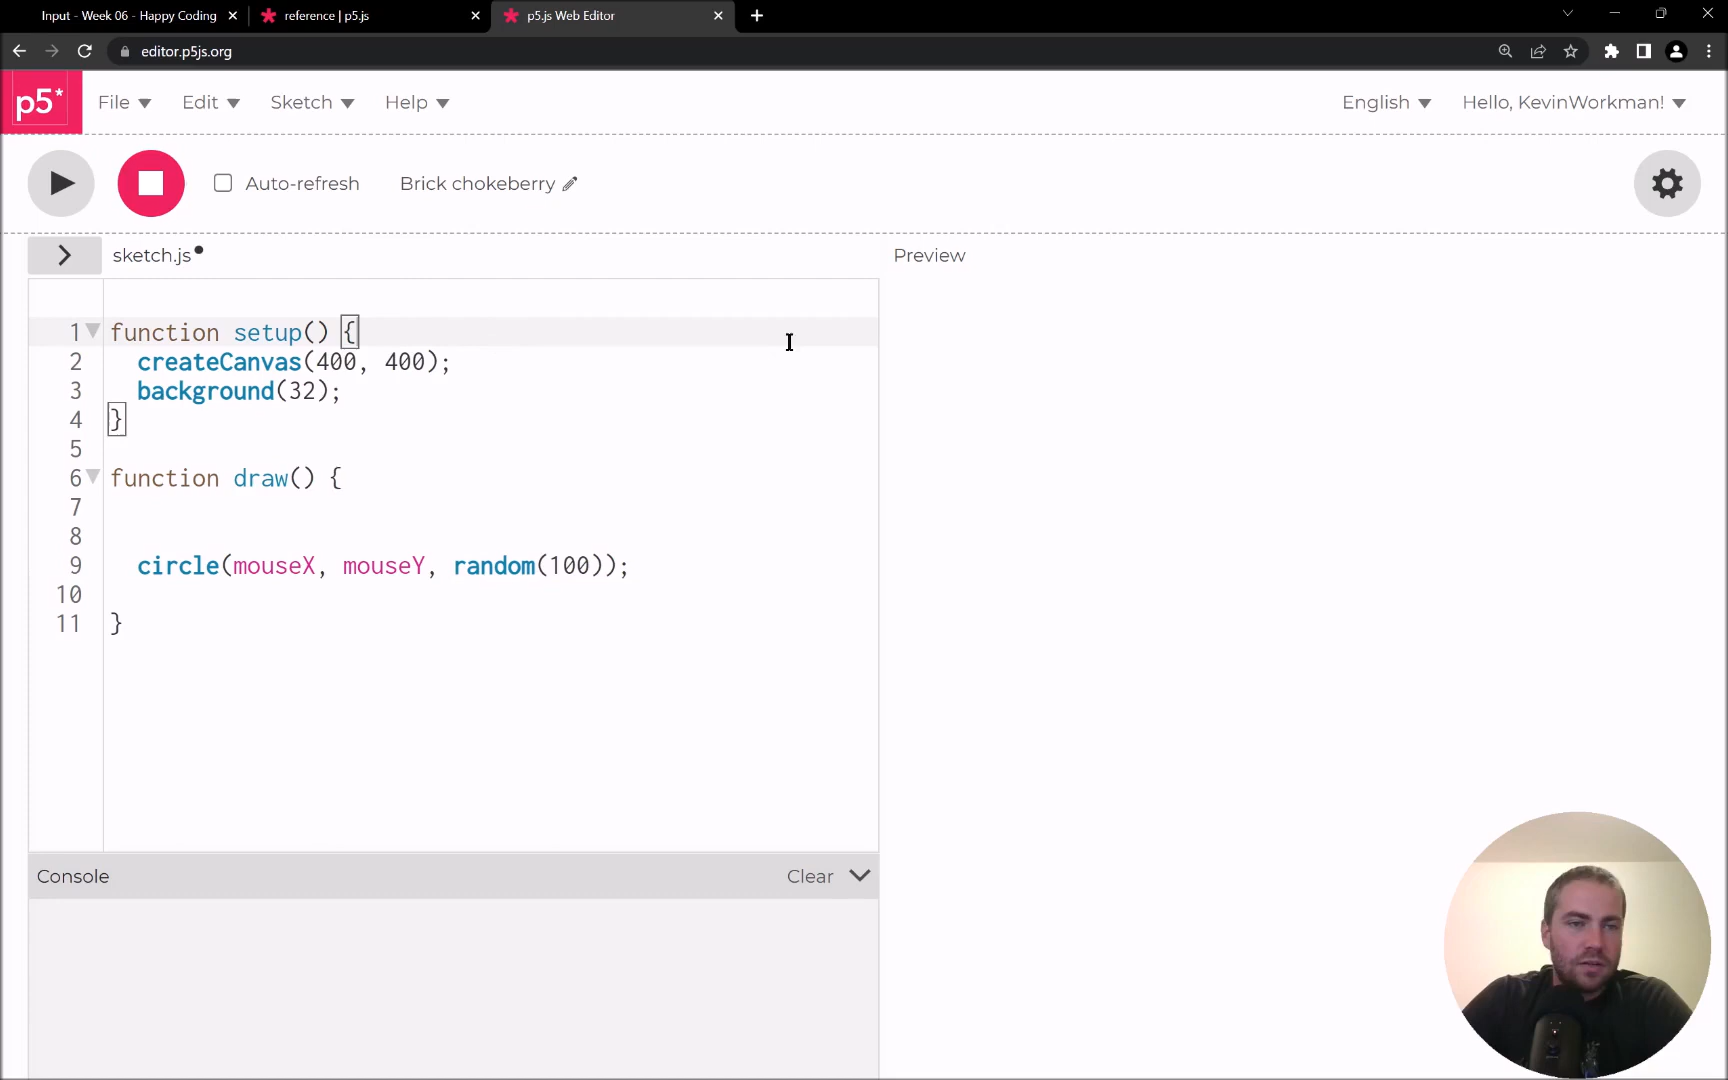 Input - Week 06 - Happy Coding
reference | p5.js
p5.js Web Editor
editor.p5js.org
p5*
File
Edit
Sketch
Help
English
Hello, KevinWorkman!
Auto-refresh
Brick chokeberry
sketch.js
Preview
1 function setup() {
2 createCanvas(400, 400);
3 background(32);
4 }
5
6 function draw() {
7
8
9 circle(mouseX, mouseY, random(100));
10
11 }
Console
Clear